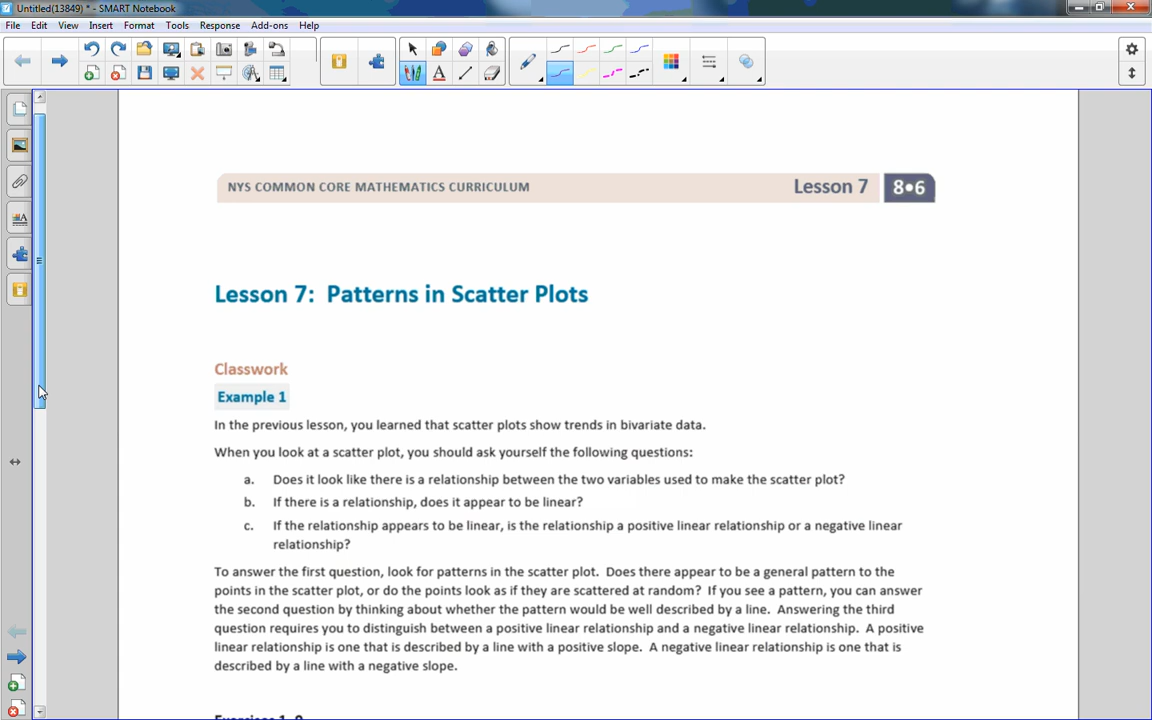 Untitled(13849) * - SMART Notebook
File Edit View Insert Format Tools Response Add-ons Help
NYS COMMON CORE MATHEMATICS CURRICULUM Lesson 7 8•6
Lesson 7: Patterns in Scatter Plots
Classwork
Example 1
In the previous lesson, you learned that scatter plots show trends in bivariate data.
When you look at a scatter plot, you should ask yourself the following questions:
a. Does it look like there is a relationship between the two variables used to make the scatter plot?
b. If there is a relationship, does it appear to be linear?
c. If the relationship appears to be linear, is the relationship a positive linear relationship or a negative linear
relationship?
To answer the first question, look for patterns in the scatter plot. Does there appear to be a general pattern to the
points in the scatter plot, or do the points look as if they are scattered at random? If you see a pattern, you can answer
the second question by thinking about whether the pattern would be well described by a line. Answering the third
question requires you to distinguish between a positive linear relationship and a negative linear relationship. A positive
linear relationship is one that is described by a line with a positive slope. A negative linear relationship is one that is
described by a line with a negative slope.